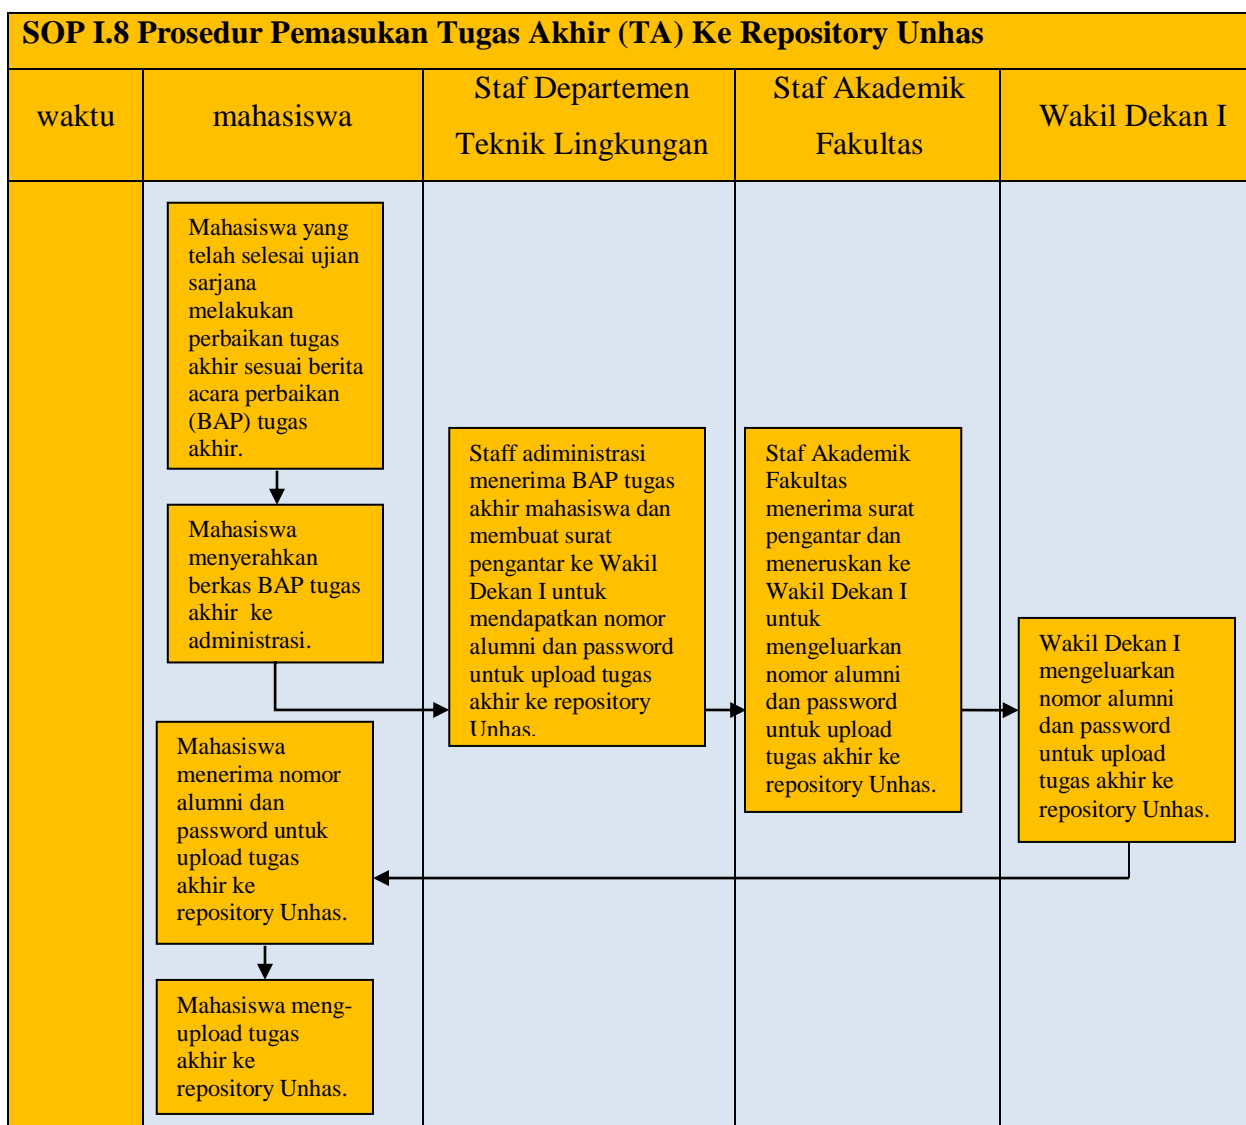 SOP I.8 Prosedur Pemasukan Tugas Akhir (TA) Ke Repository Unhas
waktu
mahasiswa
Staf Departemen
Teknik Lingkungan
Staf Akademik
Fakultas
Wakil Dekan I
Mahasiswa yang
telah selesai ujian
sarjana
melakukan
perbaikan tugas
akhir sesuai berita
acara perbaikan
(BAP) tugas
akhir.
Mahasiswa
menyerahkan
berkas BAP tugas
akhir ke
administrasi.
Staff adiministrasi
menerima BAP tugas
akhir mahasiswa dan
membuat surat
pengantar ke Wakil
Dekan I untuk
mendapatkan nomor
alumni dan password
untuk upload tugas
akhir ke repository
Unhas.
Staf Akademik
Fakultas
menerima surat
pengantar dan
meneruskan ke
Wakil Dekan I
untuk
mengeluarkan
nomor alumni
dan password
untuk upload
tugas akhir ke
repository Unhas.
Wakil Dekan I
mengeluarkan
nomor alumni
dan password
untuk upload
tugas akhir ke
repository Unhas.
Mahasiswa
menerima nomor
alumni dan
password untuk
upload tugas
akhir ke
repository Unhas.
Mahasiswa meng-
upload tugas
akhir ke
repository Unhas.